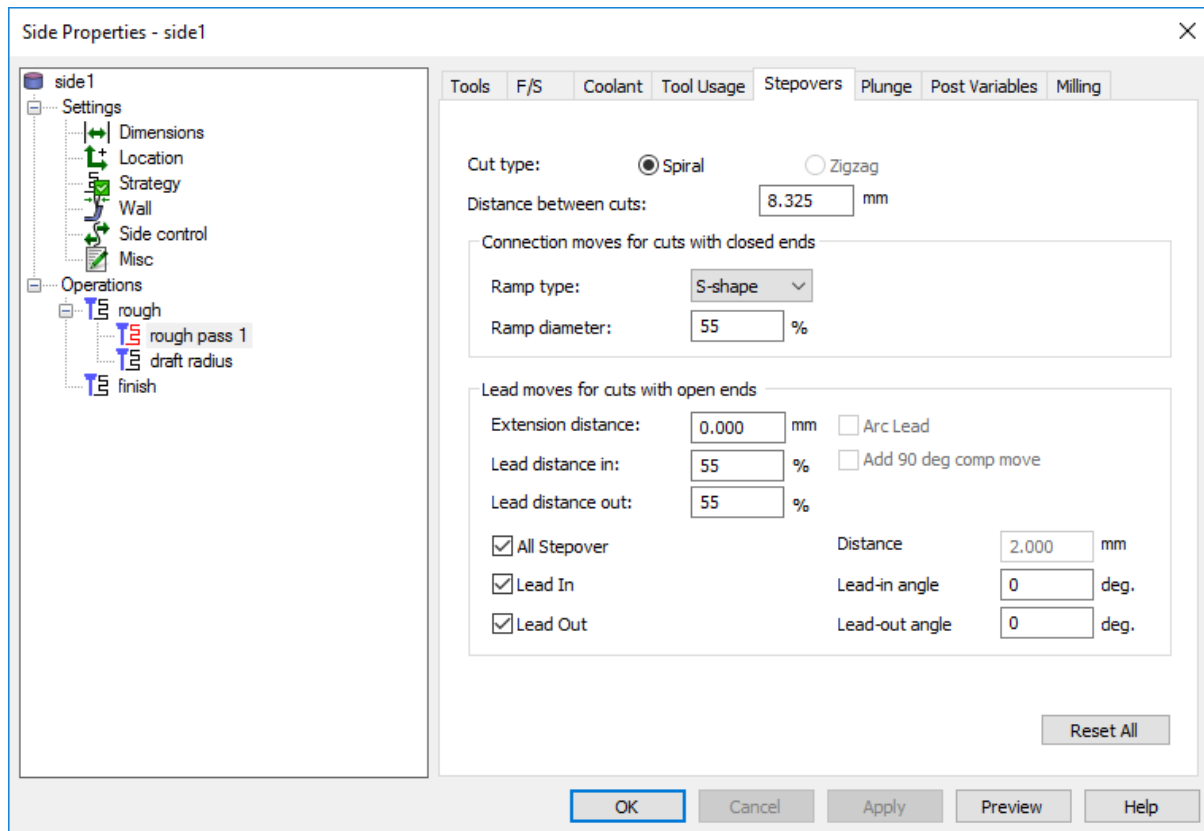 Side Properties - side1
side1
Settings
Dimensions
Location
Strategy
Wall
Side control
Misc
Operations
rough
rough pass 1
draft radius
finish
Tools F/S Coolant Tool Usage Stepovers Plunge Post Variables Milling
Cut type: Spiral Zigzag
Distance between cuts: 8.325 mm
Connection moves for cuts with closed ends
Ramp type: S-shape
Ramp diameter: 55 %
Lead moves for cuts with open ends
Extension distance: 0.000 mm Arc Lead
Lead distance in: 55 % Add 90 deg comp move
Lead distance out: 55 %
All Stepover Distance 2.000 mm
Lead In Lead-in angle 0 deg.
Lead Out Lead-out angle 0 deg.
Reset All
OK Cancel Apply Preview Help